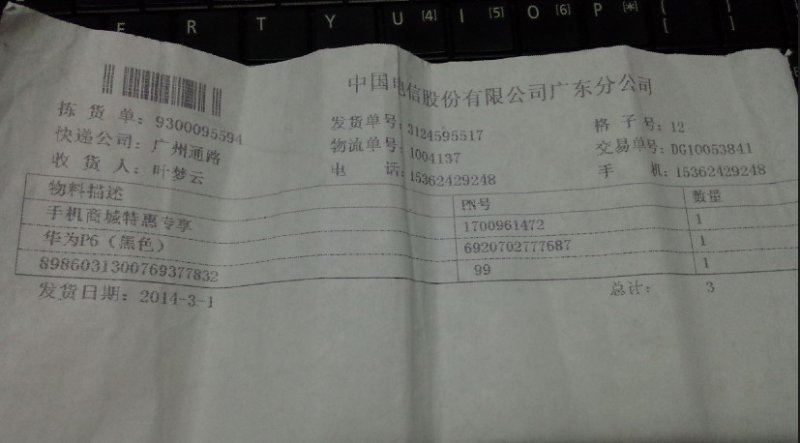 E R T Y U [4] I [5] O [6] P [*] { [ } ]
中国电信股份有限公司广东分公司
拣货单：9300095594 发货单号：3124595517 格子号：12
快递公司：广州通路 物流单号：1004137 交易单号：DG10053841
收货人：叶梦云 电话：15362429248 手机：15362429248
物料描述 PN号 数量
手机商城特惠专享 1700961472 1
华为P6（黑色） 6920702777687 1
8986031300769377832 99 1
发货日期：2014-3-1 总计： 3